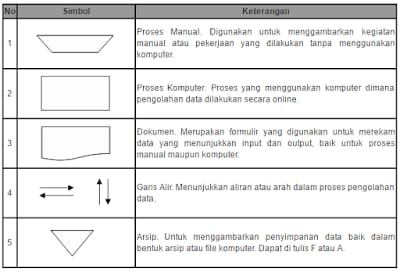 No Simbol Keterangan
1 Proses Manual. Digunakan untuk menggambarkan kegiatan
manual atau pekerjaan yang dilakukan tanpa menggunakan
komputer.
2 Proses Komputer. Proses yang menggunakan komputer dimana
pengolahan data dilakukan secara online.
3 Dokumen. Merupakan formulir yang digunakan untuk merekam
data yang menunjukkan input dan output, baik untuk proses
manual maupun komputer.
4 Garis Alir. Menunjukkan aliran atau arah dalam proses pengolahan
data.
5 Arsip. Untuk menggambarkan penyimpanan data baik dalam
bentuk arsip atau file komputer. Dapat di tulis F atau A.